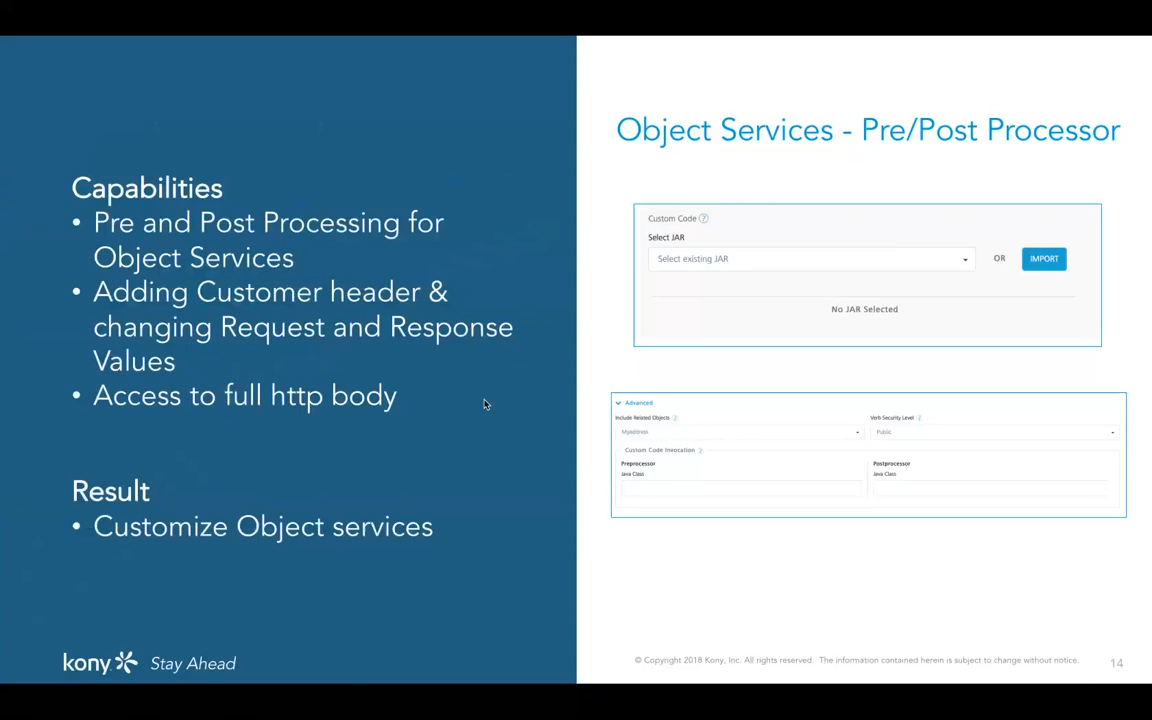 Capabilities
• Pre and Post Processing for
Object Services
• Adding Customer header &
changing Request and Response
Values
• Access to full http body
Result
• Customize Object services
kony Stay Ahead
Object Services - Pre/Post Processor
Custom Code ?
Select JAR
Select existing JAR OR IMPORT
No JAR Selected
Advanced
Include Related Objects ? Verb Security Level ?
MyAddress Public
Custom Code Invocation ?
Preprocessor Postprocessor
Java Class Java Class
© Copyright 2018 Kony, Inc. All rights reserved. The information contained herein is subject to change without notice. 14